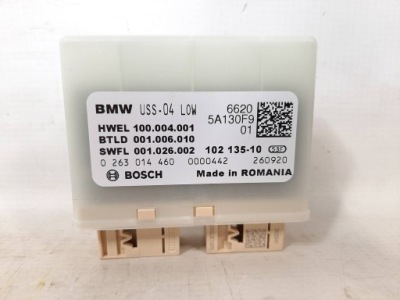 BMW USS-04 LOW 6620
5A130F9
01
HWEL 100.004.001
BTLD 001.006.010
SWFL 001.026.002 102 135-10
0 263 014 460 0000442 260920
BOSCH Made in ROMANIA